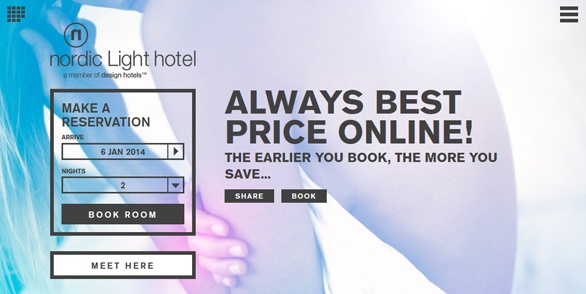 nordic Light hotel
a member of design hotels™
MAKE A
RESERVATION
ARRIVE
6 JAN 2014
NIGHTS
2
BOOK ROOM
MEET HERE
ALWAYS BEST
PRICE ONLINE!
THE EARLIER YOU BOOK, THE MORE YOU
SAVE...
SHARE BOOK